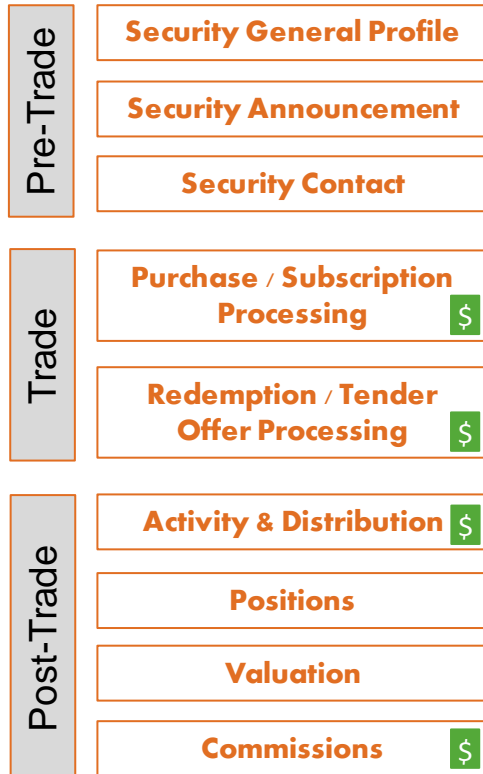 Pre-Trade
Security General Profile
Security Announcement
Security Contact
Trade
Purchase / Subscription
Processing
$
Redemption / Tender
Offer Processing
$
Post-Trade
Activity & Distribution
$
Positions
Valuation
Commissions
$